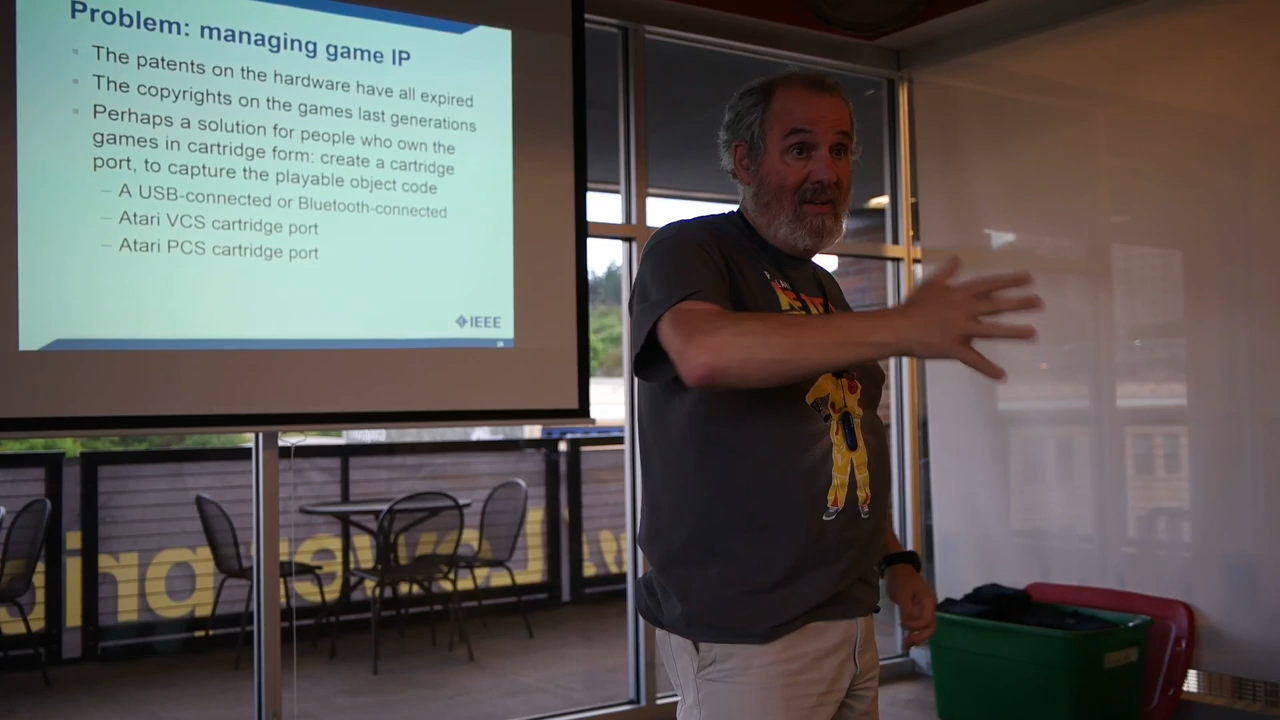 Problem: managing game IP
The patents on the hardware have all expired
The copyrights on the games last generations
Perhaps a solution for people who own the
games in cartridge form: create a cartridge
port, to capture the playable object code
– A USB-connected or Bluetooth-connected
– Atari VCS cartridge port
– Atari PCS cartridge port
IEEE